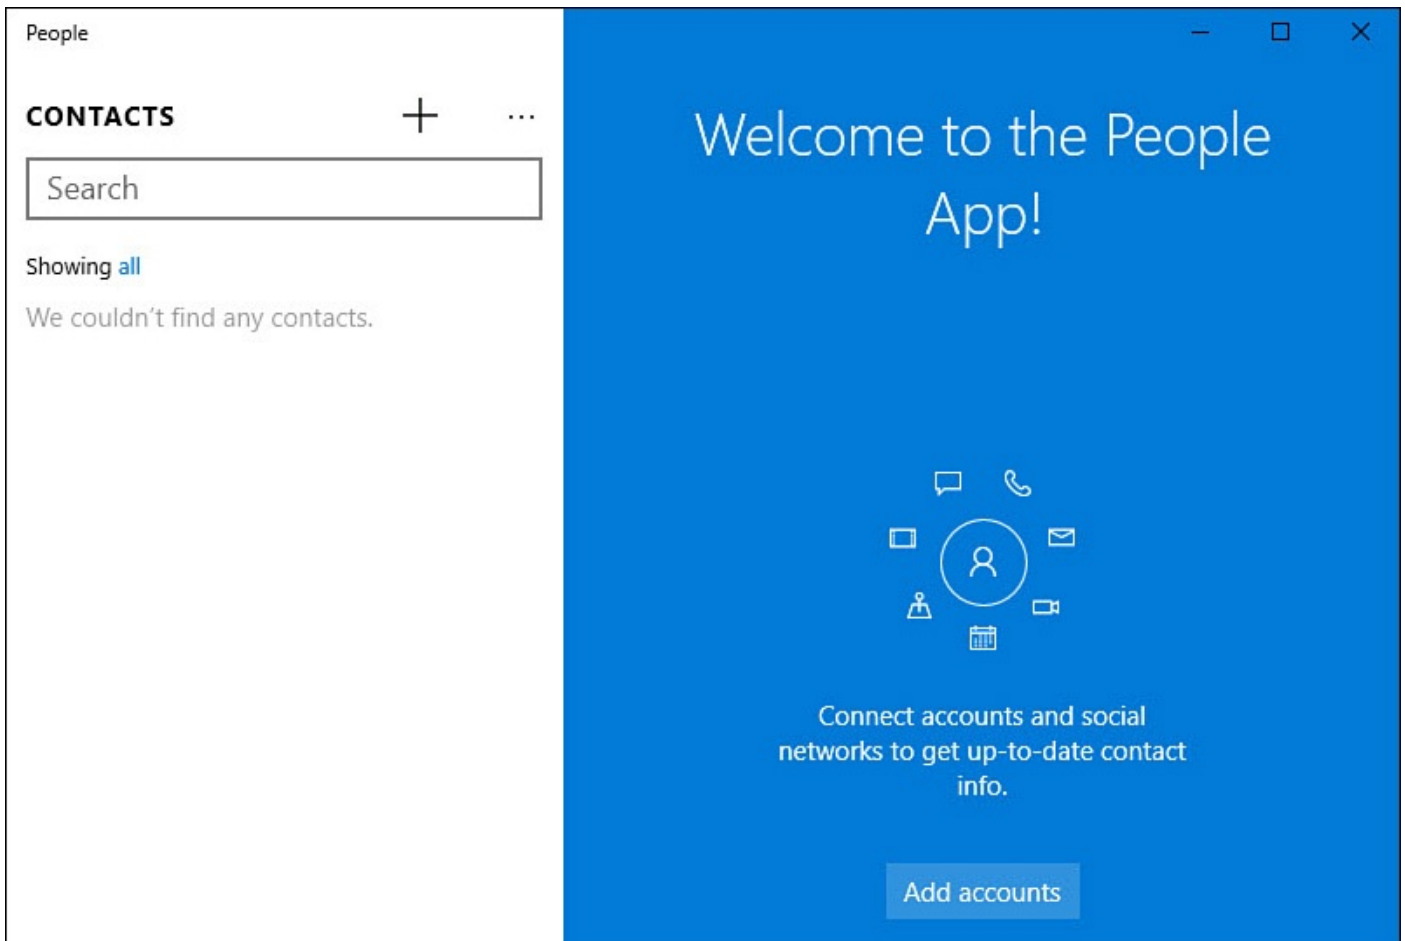 People
CONTACTS
Search
Showing all
We couldn't find any contacts.
Welcome to the People
App!
Connect accounts and social
networks to get up-to-date contact
info.
Add accounts